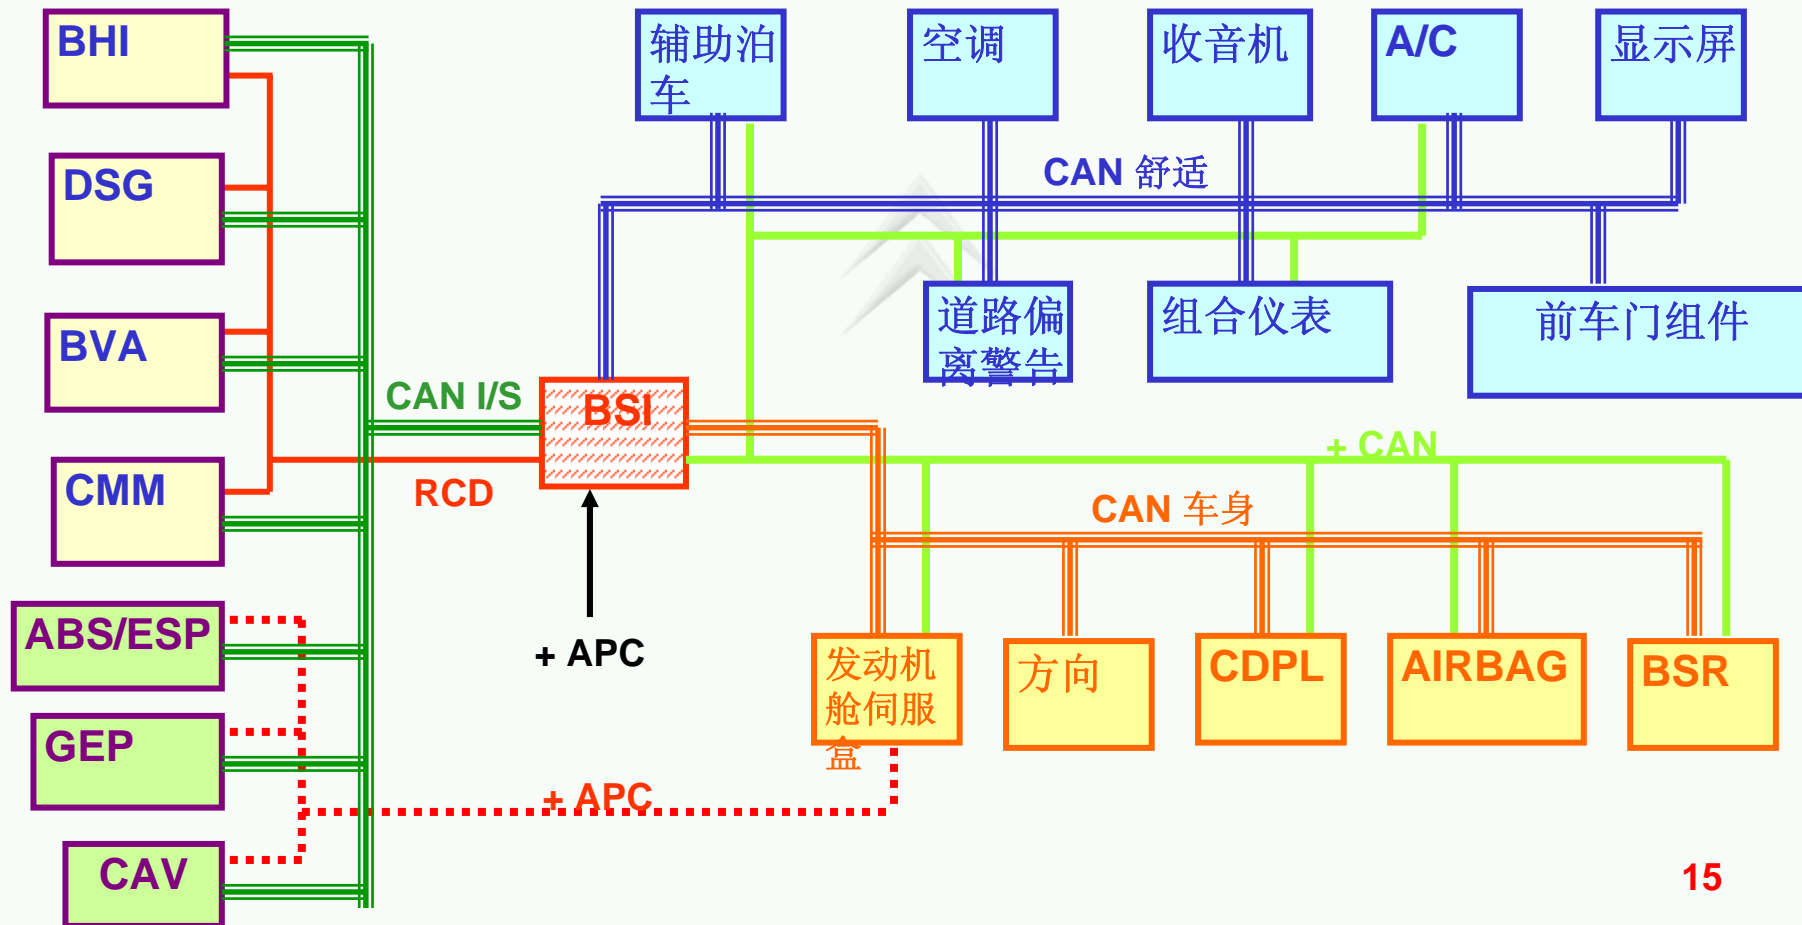 BHI
DSG
BVA
CMM
ABS/ESP
GEP
CAV
辅助泊
车
空调
收音机
A/C
显示屏
CAN 舒适
道路偏
离警告
组合仪表
前车门组件
CAN I/S
BSI
RCD
+ APC
+ CAN
CAN 车身
发动机
舱伺服
盒
方向
CDPL
AIRBAG
BSR
+ APC
15